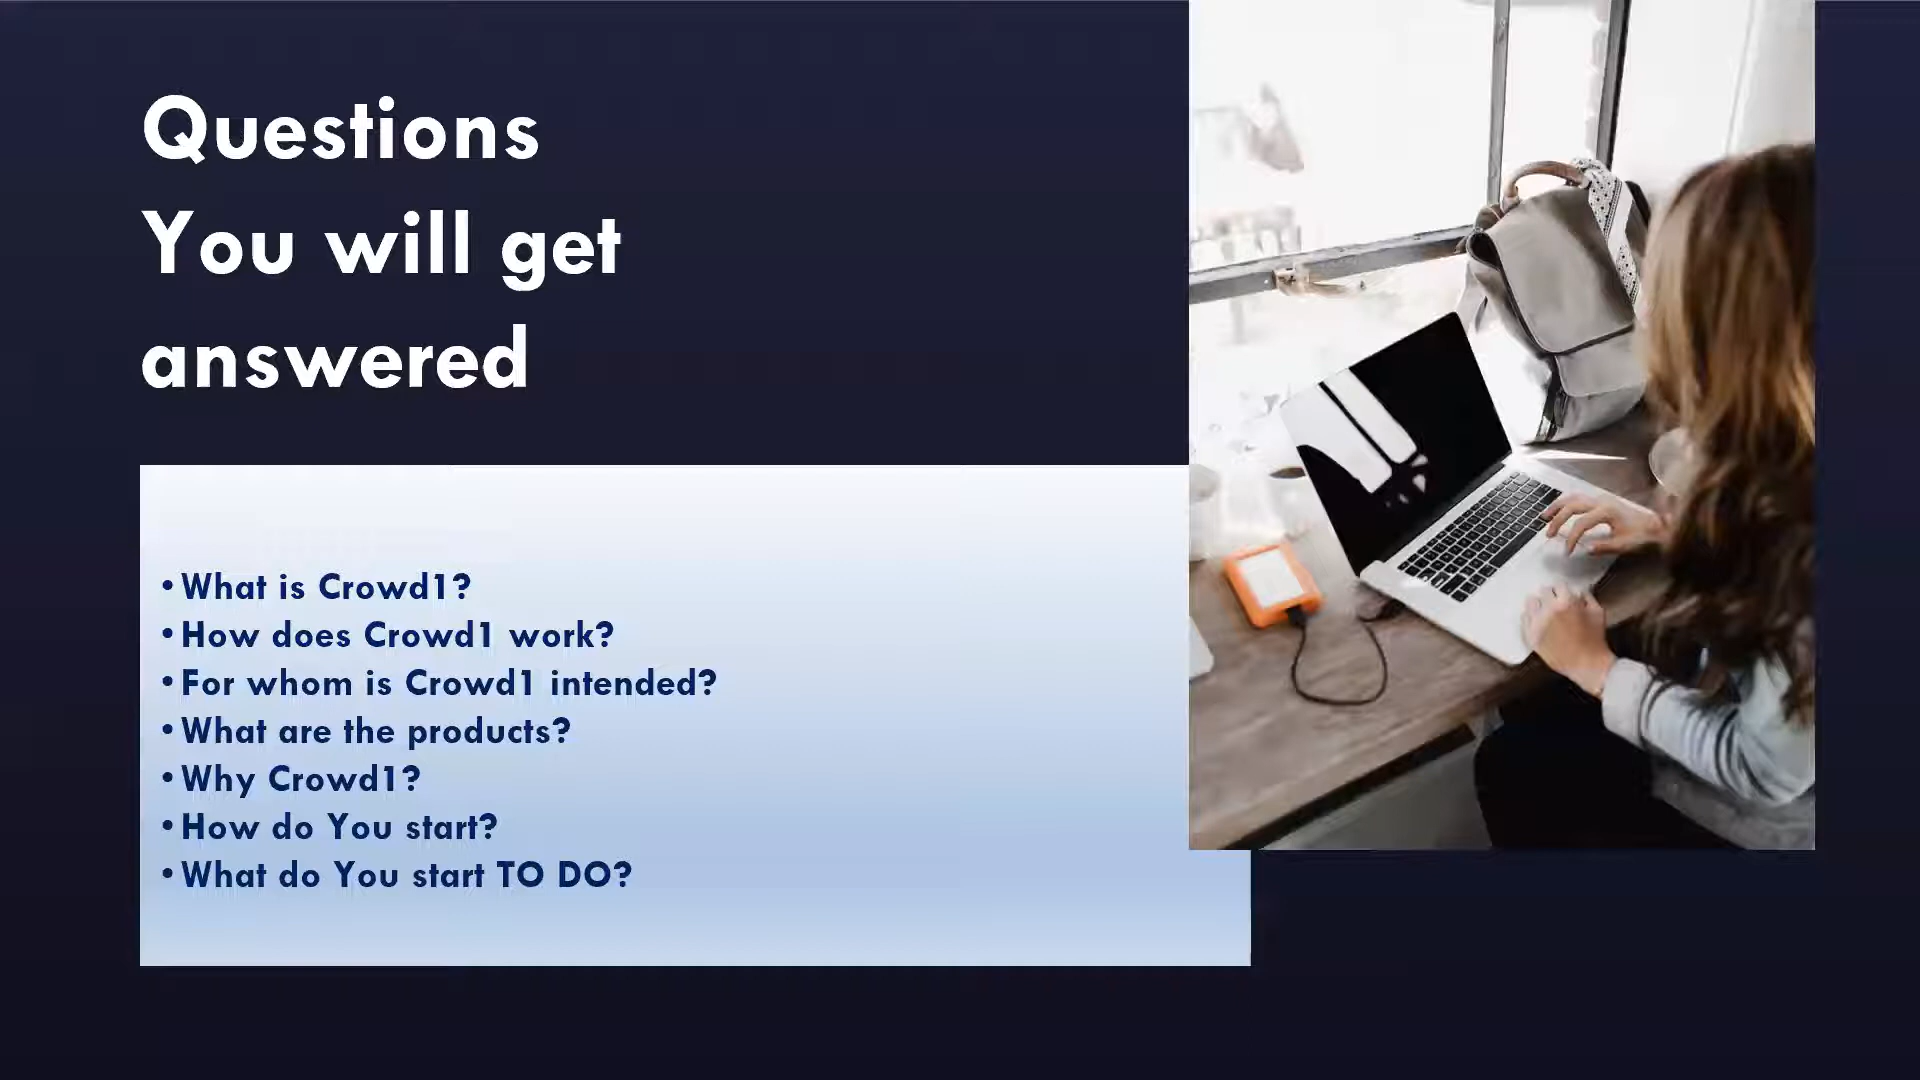 Questions
You will get
answered
• What is Crowd1?
• How does Crowd1 work?
• For whom is Crowd1 intended?
• What are the products?
• Why Crowd1?
• How do You start?
• What do You start TO DO?